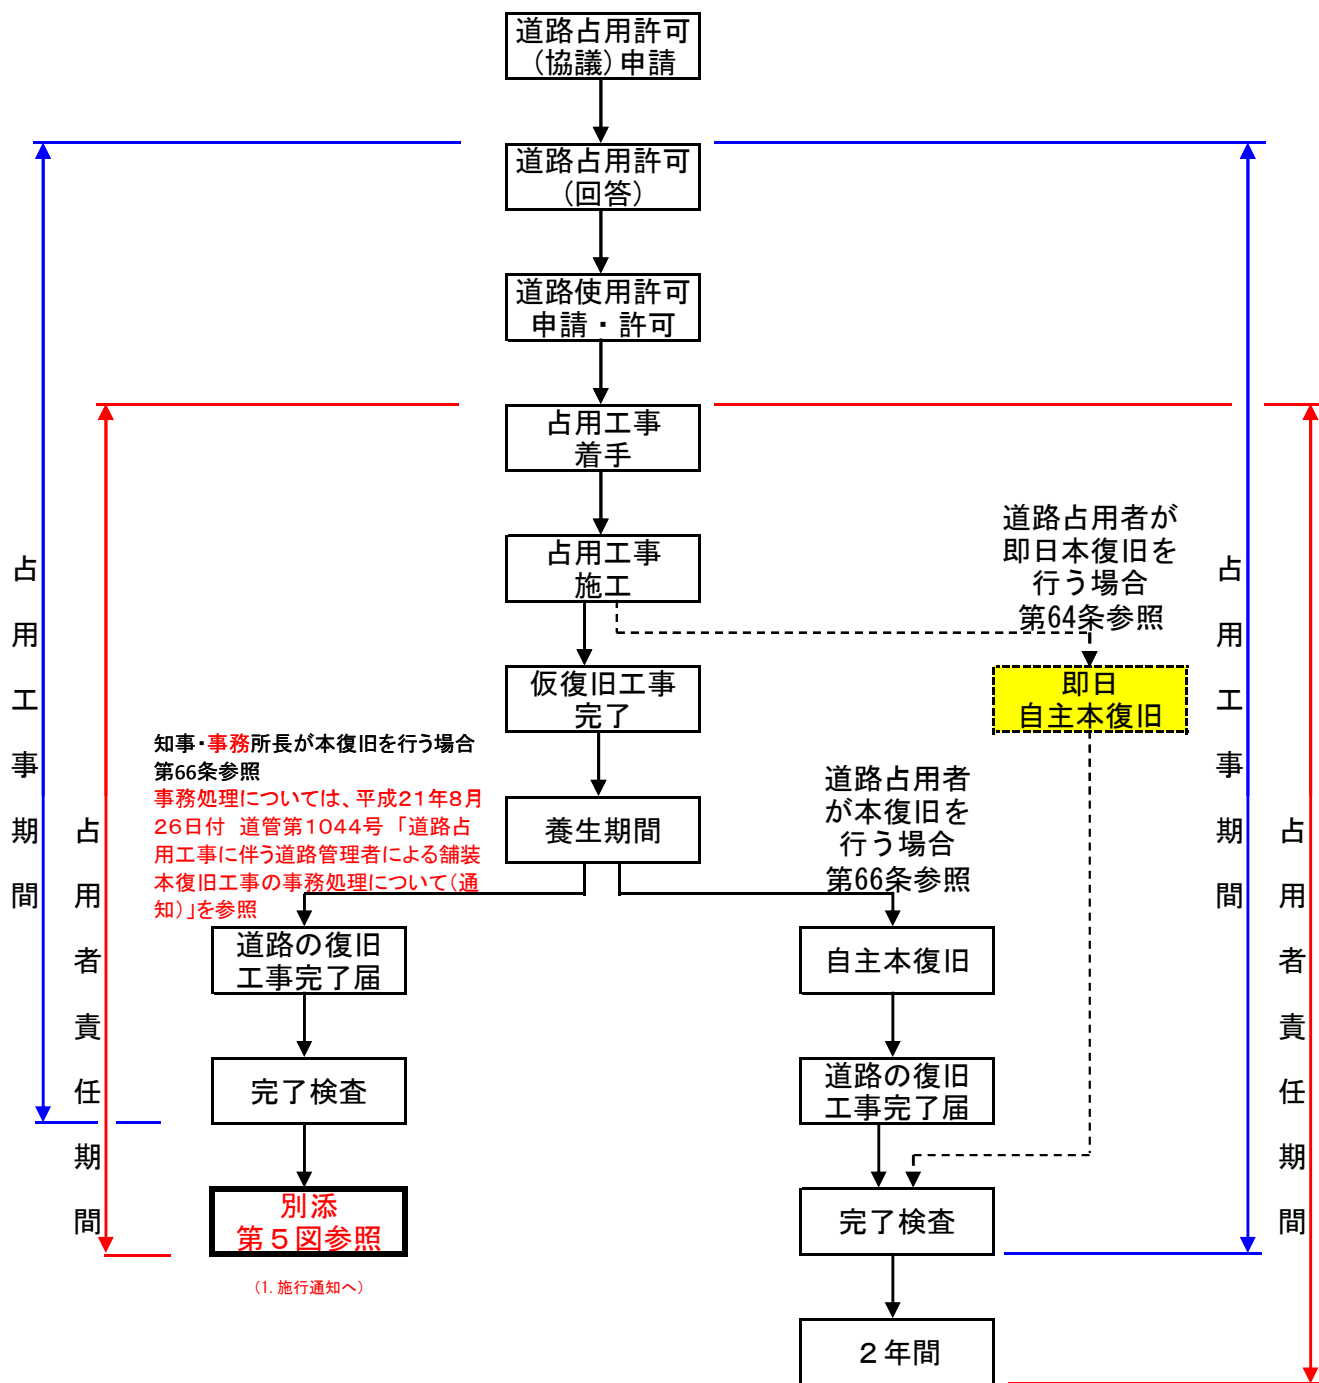 道路占用許可
(協議)申請
道路占用許可
(回答)
道路使用許可
申請・許可
占用工事
着手
占用工事
施工
道路占用者が
即日本復旧を
行う場合
第64条参照
仮復旧工事
完了
即日
自主本復旧
知事・事務所長が本復旧を行う場合
第66条参照
事務処理については、平成21年8月
26日付 道管第1044号 「道路占
用工事に伴う道路管理者による舗装
本復旧工事の事務処理について(通
知)」を参照
養生期間
道路占用者
が本復旧を
行う場合
第66条参照
道路の復旧
工事完了届
自主本復旧
完了検査
道路の復旧
工事完了届
別添
第5図参照
(1.施行通知へ)
完了検査
2年間
占用工事期間
占用者責任期間
占用工事期間
占用者責任期間